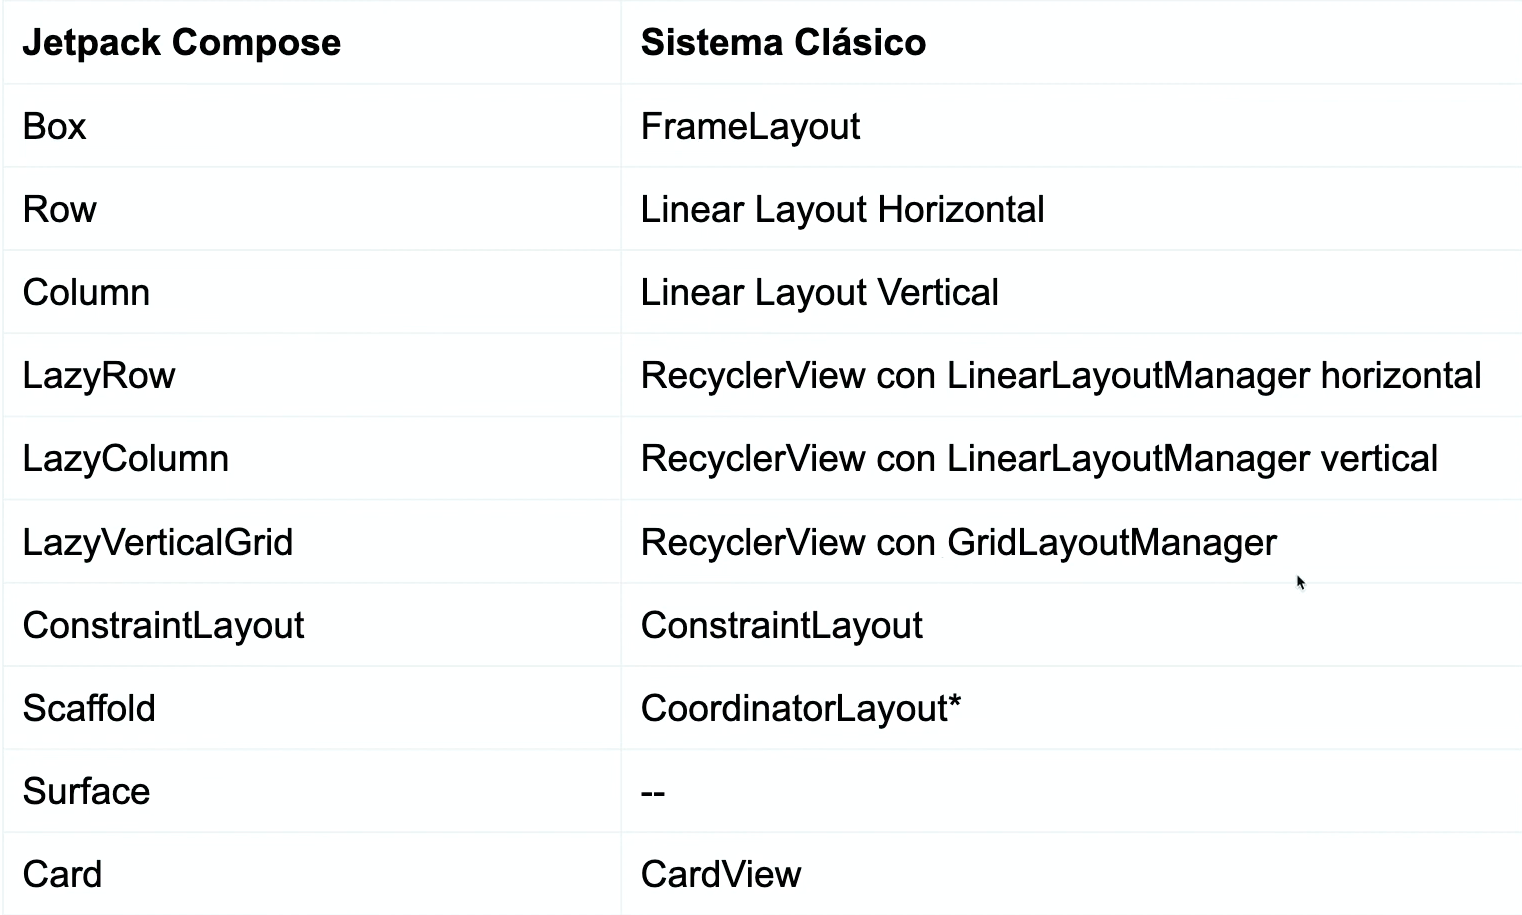 Jetpack Compose Sistema Clásico
Box FrameLayout
Row Linear Layout Horizontal
Column Linear Layout Vertical
LazyRow RecyclerView con LinearLayoutManager horizontal
LazyColumn RecyclerView con LinearLayoutManager vertical
LazyVerticalGrid RecyclerView con GridLayoutManager
ConstraintLayout ConstraintLayout
Scaffold CoordinatorLayout*
Surface --
Card CardView